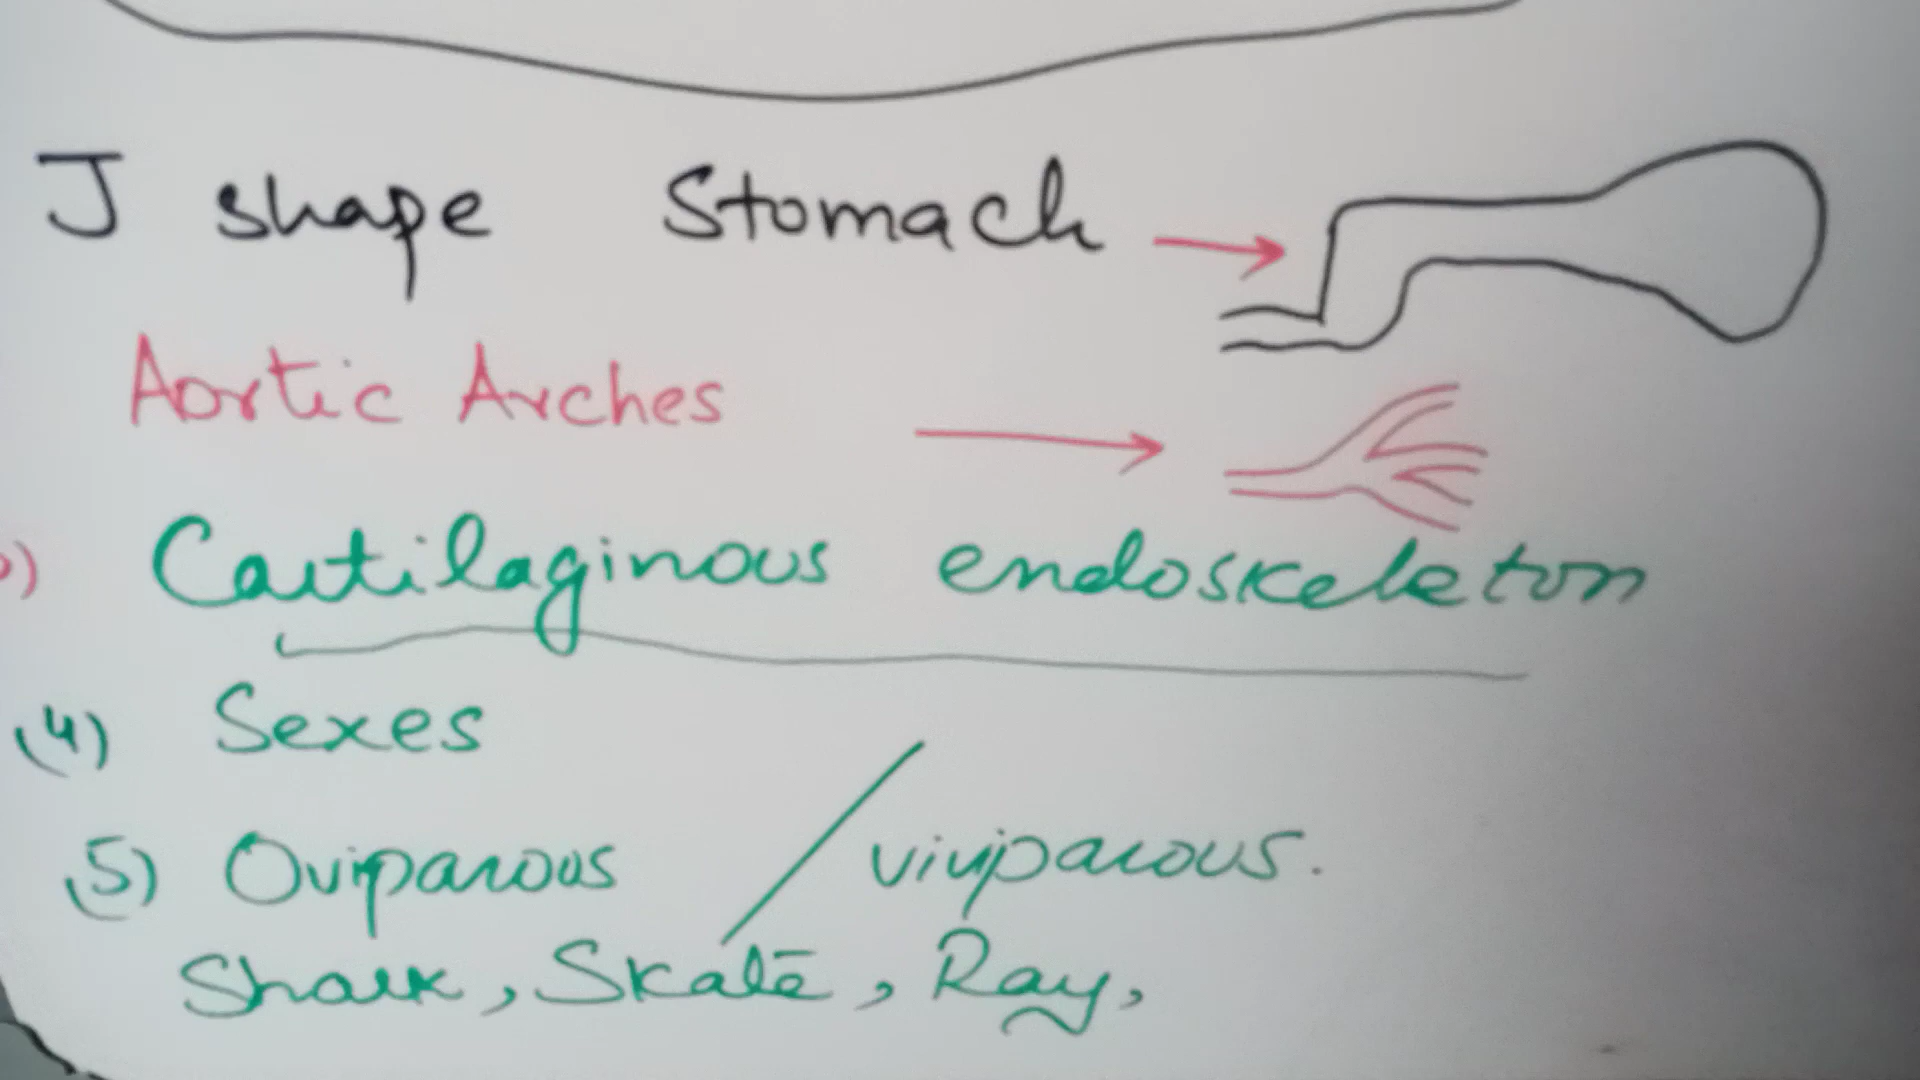 J shape Stomach
Aortic Arches
) Cartilaginous endoskeleton
(4) Sexes
(5) Oviparous / viviparous.
Shark, Skate, Ray,